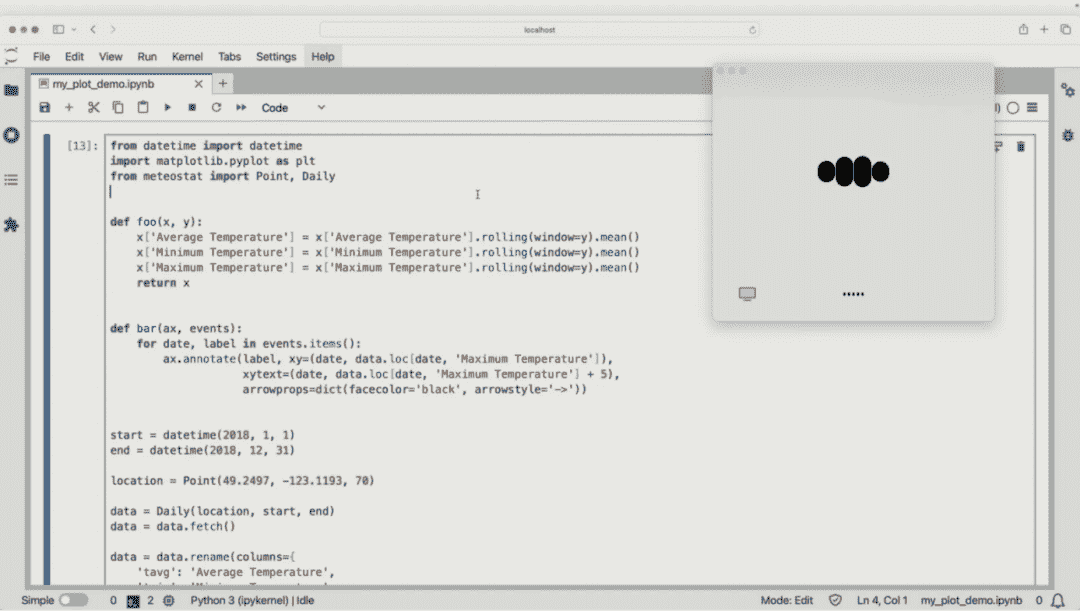 localhost
File Edit View Run Kernel Tabs Settings Help
my_plot_demo.ipynb
Code
[13]:
from datetime import datetime
import matplotlib.pyplot as plt
from meteostat import Point, Daily
def foo(x, y):
x['Average Temperature'] = x['Average Temperature'].rolling(window=y).mean()
x['Minimum Temperature'] = x['Minimum Temperature'].rolling(window=y).mean()
x['Maximum Temperature'] = x['Maximum Temperature'].rolling(window=y).mean()
return x
def bar(ax, events):
for date, label in events.items():
ax.annotate(label, xy=(date, data.loc[date, 'Maximum Temperature']),
xytext=(date, data.loc[date, 'Maximum Temperature'] + 5),
arrowprops=dict(facecolor='black', arrowstyle='->'))
start = datetime(2018, 1, 1)
end = datetime(2018, 12, 31)
location = Point(49.2497, -123.1193, 70)
data = Daily(location, start, end)
data = data.fetch()
data = data.rename(columns={
'tavg': 'Average Temperature',
Simple 0 2 Python 3 (ipykernel) | Idle Mode: Edit Ln 4, Col 1 my_plot_demo.ipynb 0